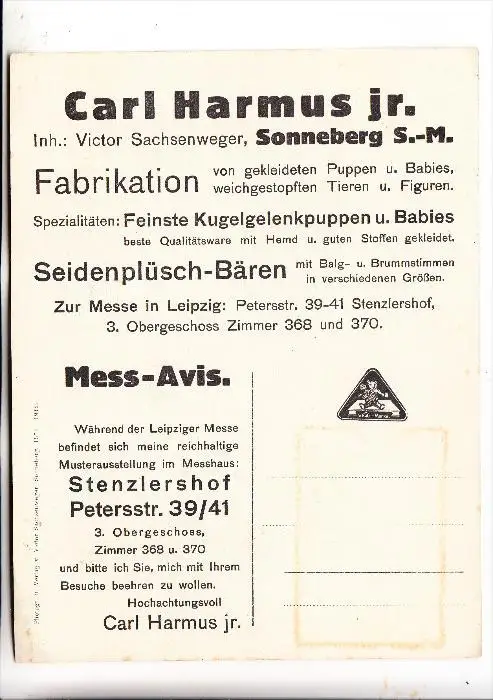 Carl Harmus jr.
Inh.: Victor Sachsenweger, Sonneberg S.-M.
Fabrikation von gekleideten Puppen u. Babies,
weichgestopften Tieren u. Figuren.
Spezialitäten: Feinste Kugelgelenkpuppen u. Babies
beste Qualitätsware mit Hemd u. guten Stoffen gekleidet.
Seidenplüsch-Bären mit Balg- u. Brummstimmen
in verschiedenen Größen.
Zur Messe in Leipzig: Petersstr. 39-41 Stenzlershof,
3. Obergeschoss Zimmer 368 und 370.
Mess-Avis.
Während der Leipziger Messe
befindet sich meine reichhaltige
Musterausstellung im Messhaus:
Stenzlershof
Petersstr. 39/41
3. Obergeschoss,
Zimmer 368 u. 370
und bitte ich Sie, mich mit Ihrem
Besuche beehren zu wollen.
Hochachtungsvoll
Carl Harmus jr.